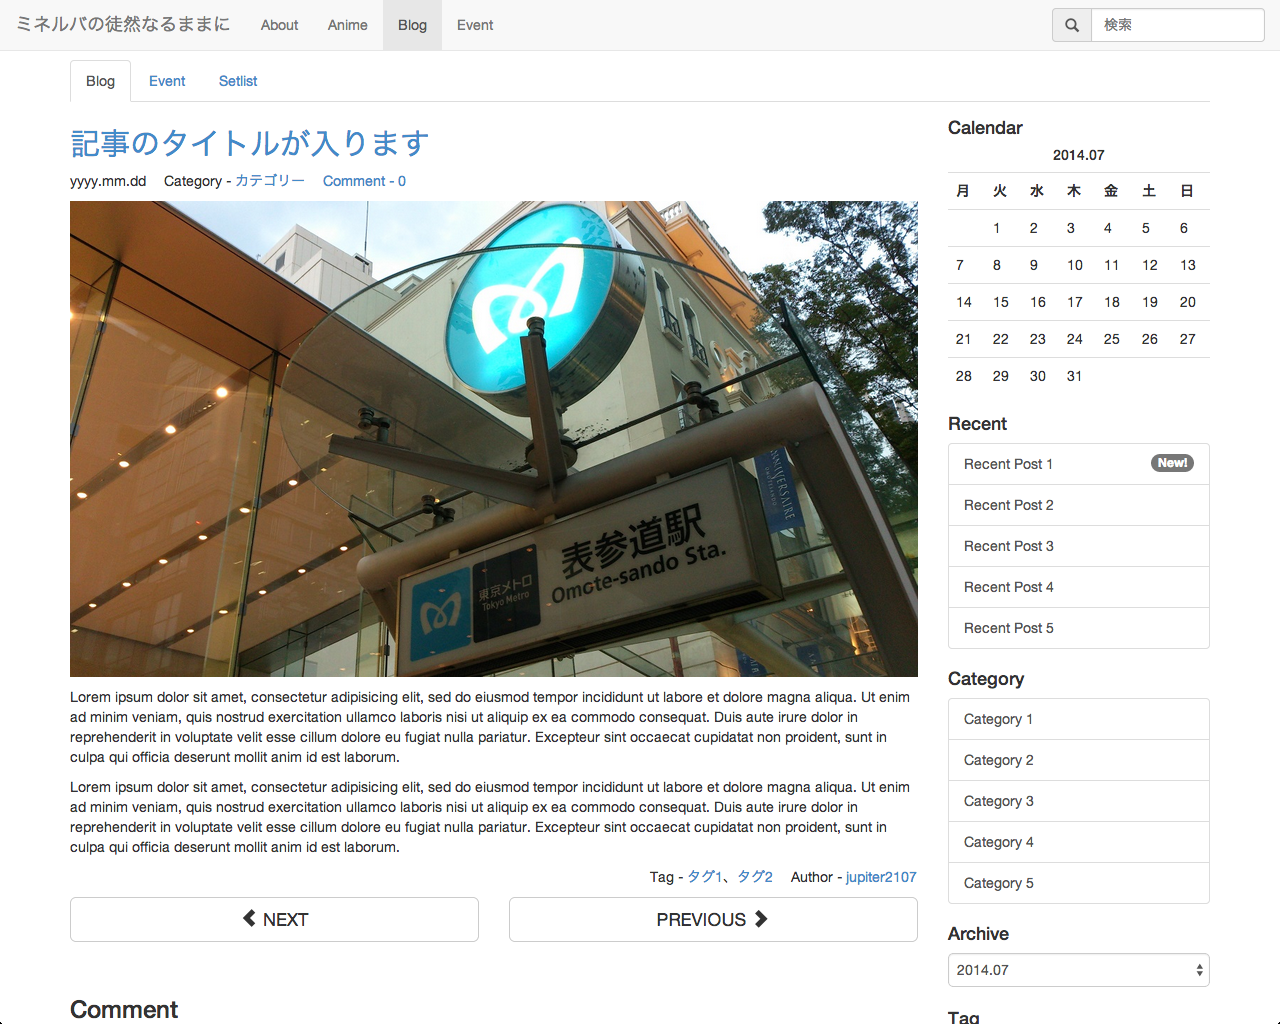 ミネルバの徒然なるままに About Anime Blog Event 検索
Blog Event Setlist
記事のタイトルが入ります
yyyy.mm.dd Category - カテゴリー Comment - 0
ANNIVERSAIRE
表参道駅
Omote-sando Sta.
東京メトロ
Tokyo Metro
Lorem ipsum dolor sit amet, consectetur adipisicing elit, sed do eiusmod tempor incididunt ut labore et dolore magna aliqua. Ut enim
ad minim veniam, quis nostrud exercitation ullamco laboris nisi ut aliquip ex ea commodo consequat. Duis aute irure dolor in
reprehenderit in voluptate velit esse cillum dolore eu fugiat nulla pariatur. Excepteur sint occaecat cupidatat non proident, sunt in
culpa qui officia deserunt mollit anim id est laborum.
Lorem ipsum dolor sit amet, consectetur adipisicing elit, sed do eiusmod tempor incididunt ut labore et dolore magna aliqua. Ut enim
ad minim veniam, quis nostrud exercitation ullamco laboris nisi ut aliquip ex ea commodo consequat. Duis aute irure dolor in
reprehenderit in voluptate velit esse cillum dolore eu fugiat nulla pariatur. Excepteur sint occaecat cupidatat non proident, sunt in
culpa qui officia deserunt mollit anim id est laborum.
Tag - タグ1、タグ2 Author - jupiter2107
NEXT PREVIOUS
Comment
Calendar
2014.07
月 火 水 木 金 土 日
1 2 3 4 5 6
7 8 9 10 11 12 13
14 15 16 17 18 19 20
21 22 23 24 25 26 27
28 29 30 31
Recent
Recent Post 1 New!
Recent Post 2
Recent Post 3
Recent Post 4
Recent Post 5
Category
Category 1
Category 2
Category 3
Category 4
Category 5
Archive
2014.07
Tag